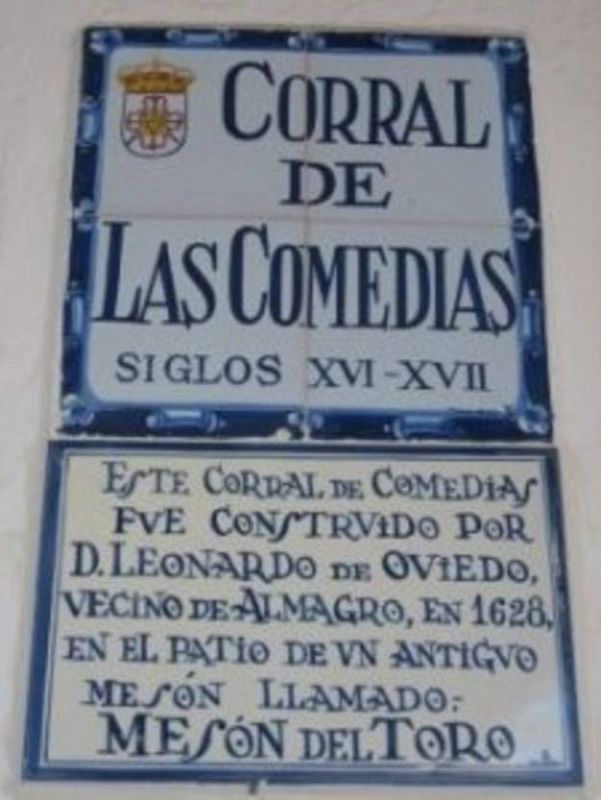 CORRAL
DE
LAS COMEDIAS
SIGLOS XVI-XVII
ESTE CORRAL DE COMEDIAS
FVE CONSTRVIDO POR
D. LEONARDO DE OVIEDO,
VECINO DE ALMAGRO, EN 1628,
EN EL PATIO DE VN ANTIGVO
MESÓN LLAMADO:
MESÓN DEL TORO